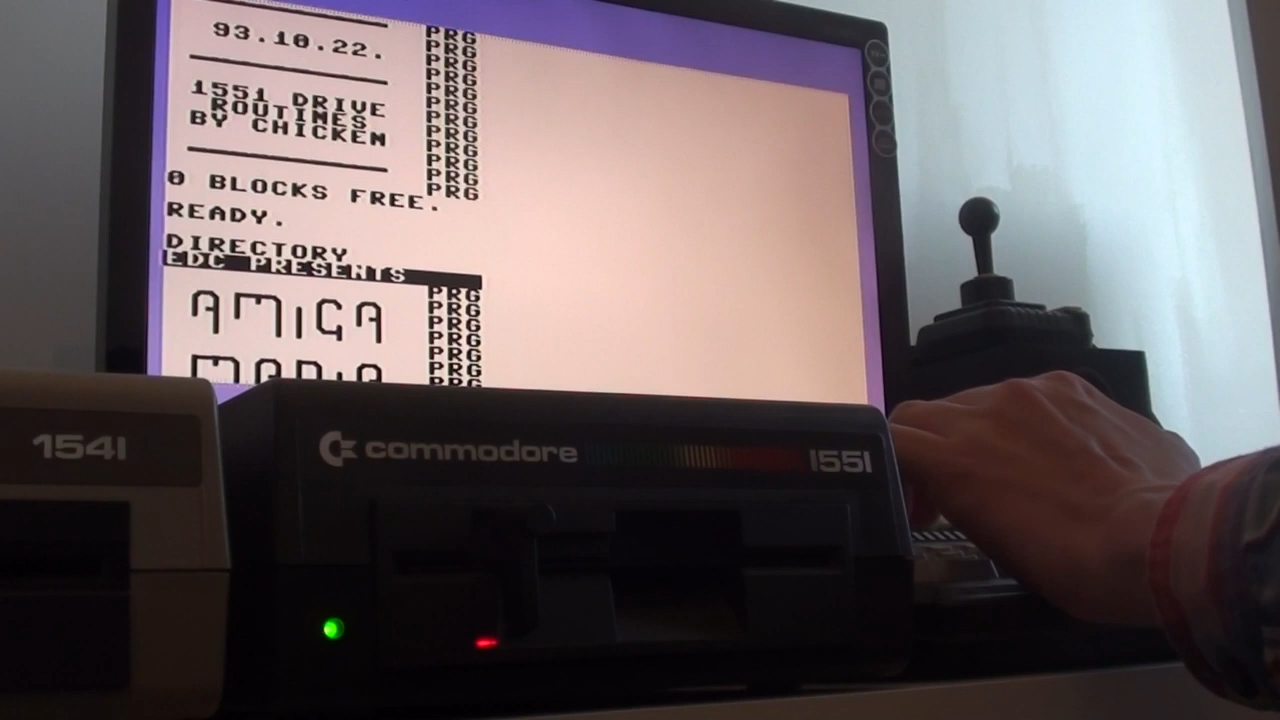 PRG
93.10.22.
PRG
PRG
PRG
PRG
1551 DRIVE
PRG
ROUTINES
PRG
BY CHICKEN
PRG
PRG
PRG
PRG
PRG
PRG
0 BLOCKS FREE.
READY.
DIRECTORY
EDC PRESENTS
PRG
AMIGA
PRG
PRG
PRG
PRG
MANIA
PRG
PRG
1541
commodore
1551